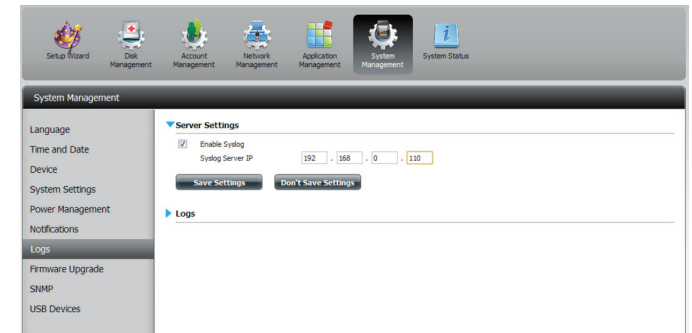 Setup Wizard
Disk Management
Account Management
Network Management
Application Management
System Management
System Status
System Management
Language
Time and Date
Device
System Settings
Power Management
Notifications
Logs
Firmware Upgrade
SNMP
USB Devices
Server Settings
Enable Syslog
Syslog Server IP 192 . 168 . 0 . 110
Save Settings Don't Save Settings
Logs